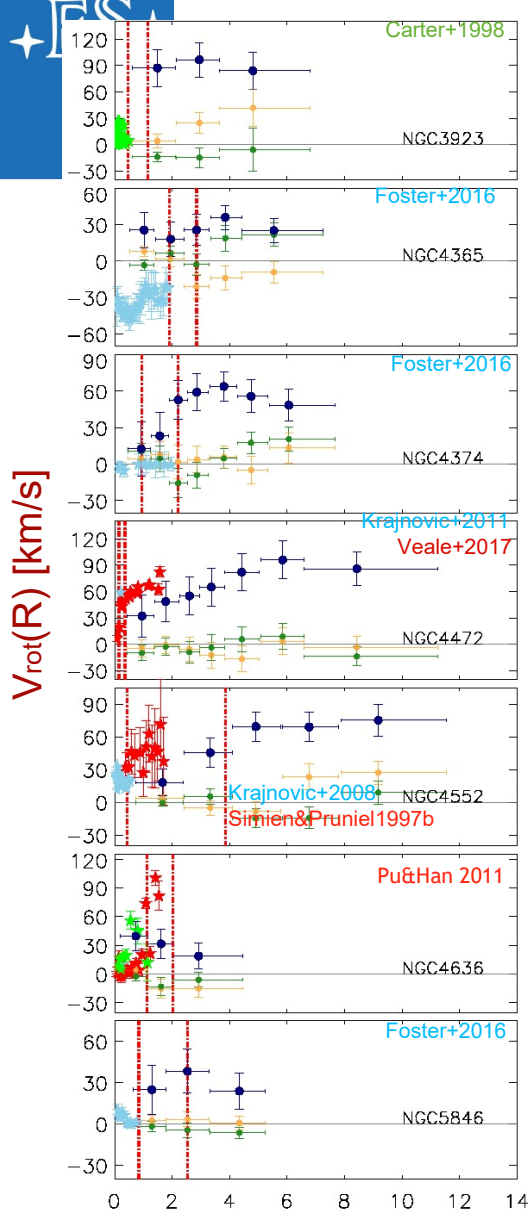 ES
Carter+1998
120
90
60
30
0
−30
NGC3923
Foster+2016
60
30
0
−30
−60
NGC4365
Foster+2016
90
60
30
0
−30
NGC4374
Krajnovic+2011
Veale+2017
120
90
60
30
0
−30
NGC4472
Vrot(R) [km/s]
120
90
60
30
0
−30
Krajnovic+2008
NGC4552
Simien&Pruniel1997b
Pu&Han 2011
120
90
60
30
0
−30
NGC4636
Foster+2016
60
30
0
−30
NGC5846
0 2 4 6 8 10 12 14